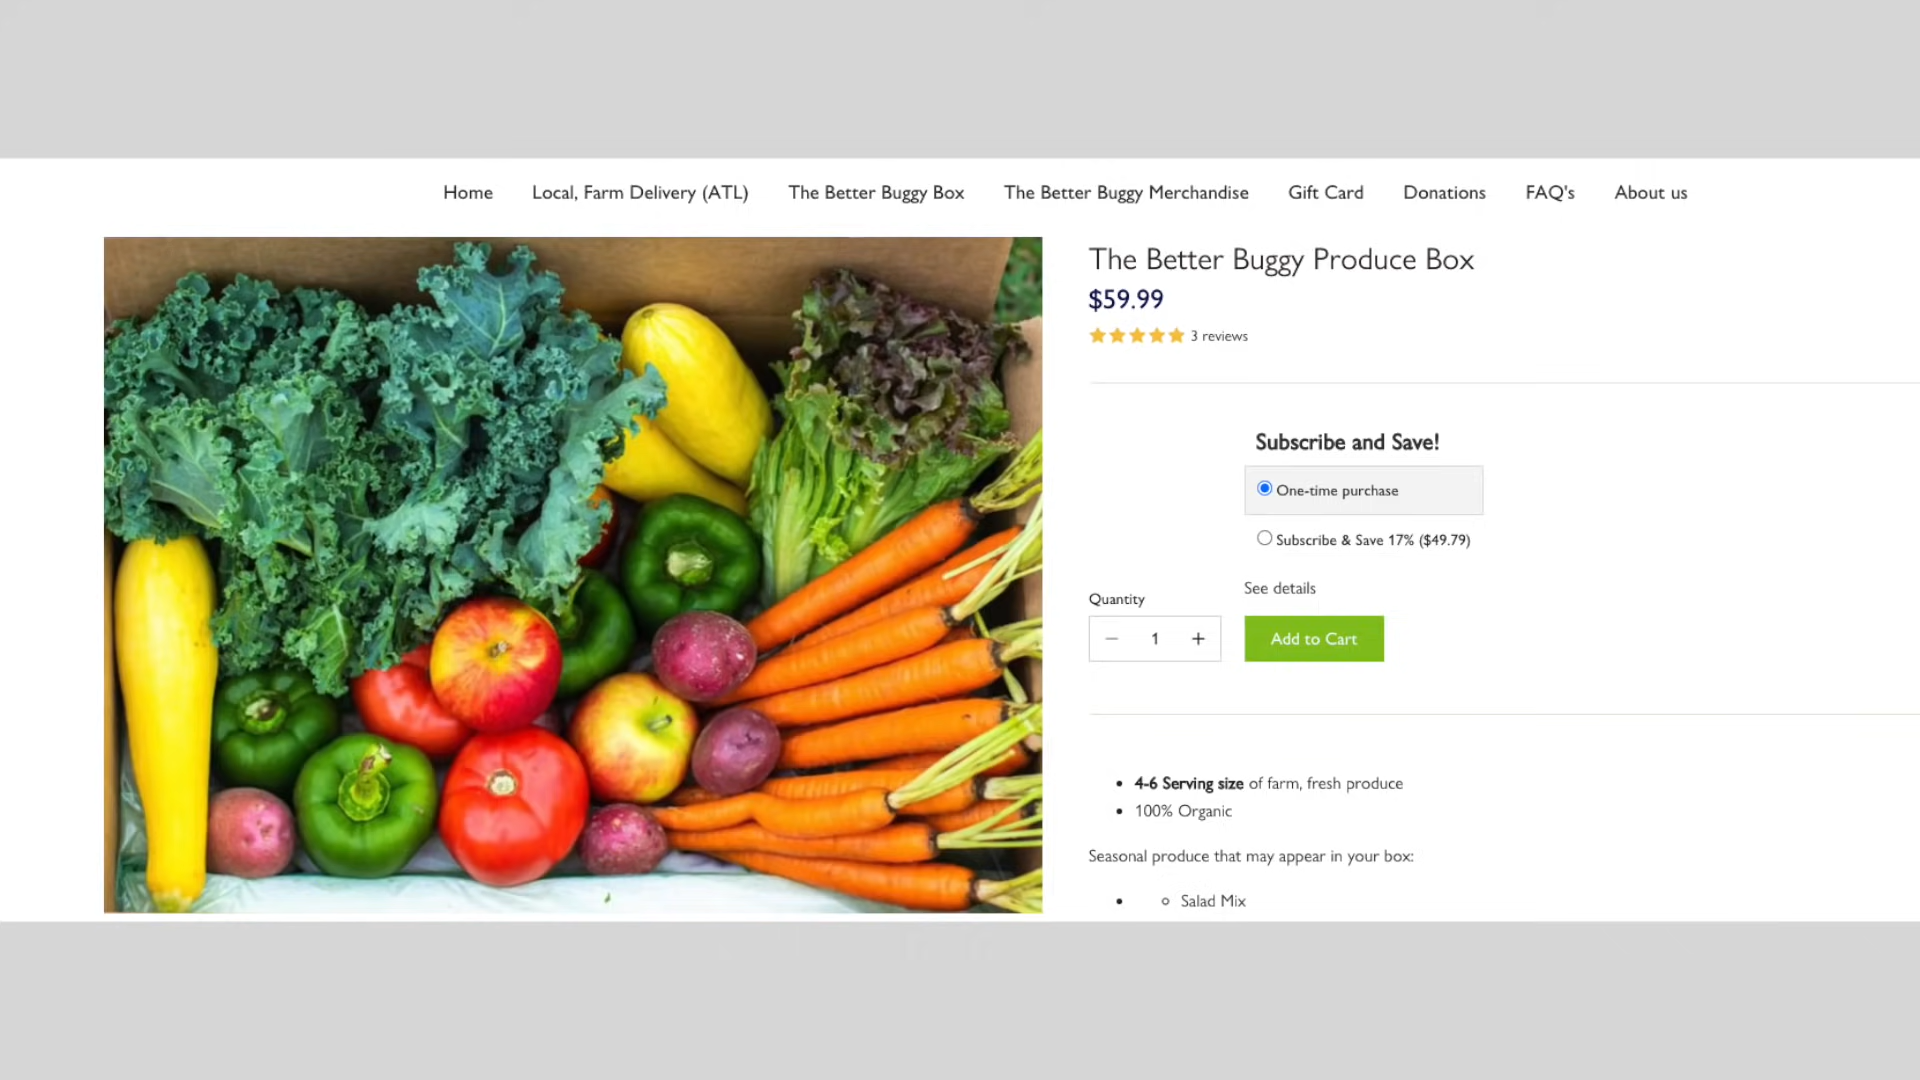 Home Local, Farm Delivery (ATL) The Better Buggy Box The Better Buggy Merchandise Gift Card Donations FAQ's About us
The Better Buggy Produce Box
$59.99
3 reviews
Subscribe and Save!
One-time purchase
Subscribe & Save 17% ($49.79)
See details
Quantity
− 1 +
Add to Cart
4-6 Serving size of farm, fresh produce
100% Organic
Seasonal produce that may appear in your box:
Salad Mix